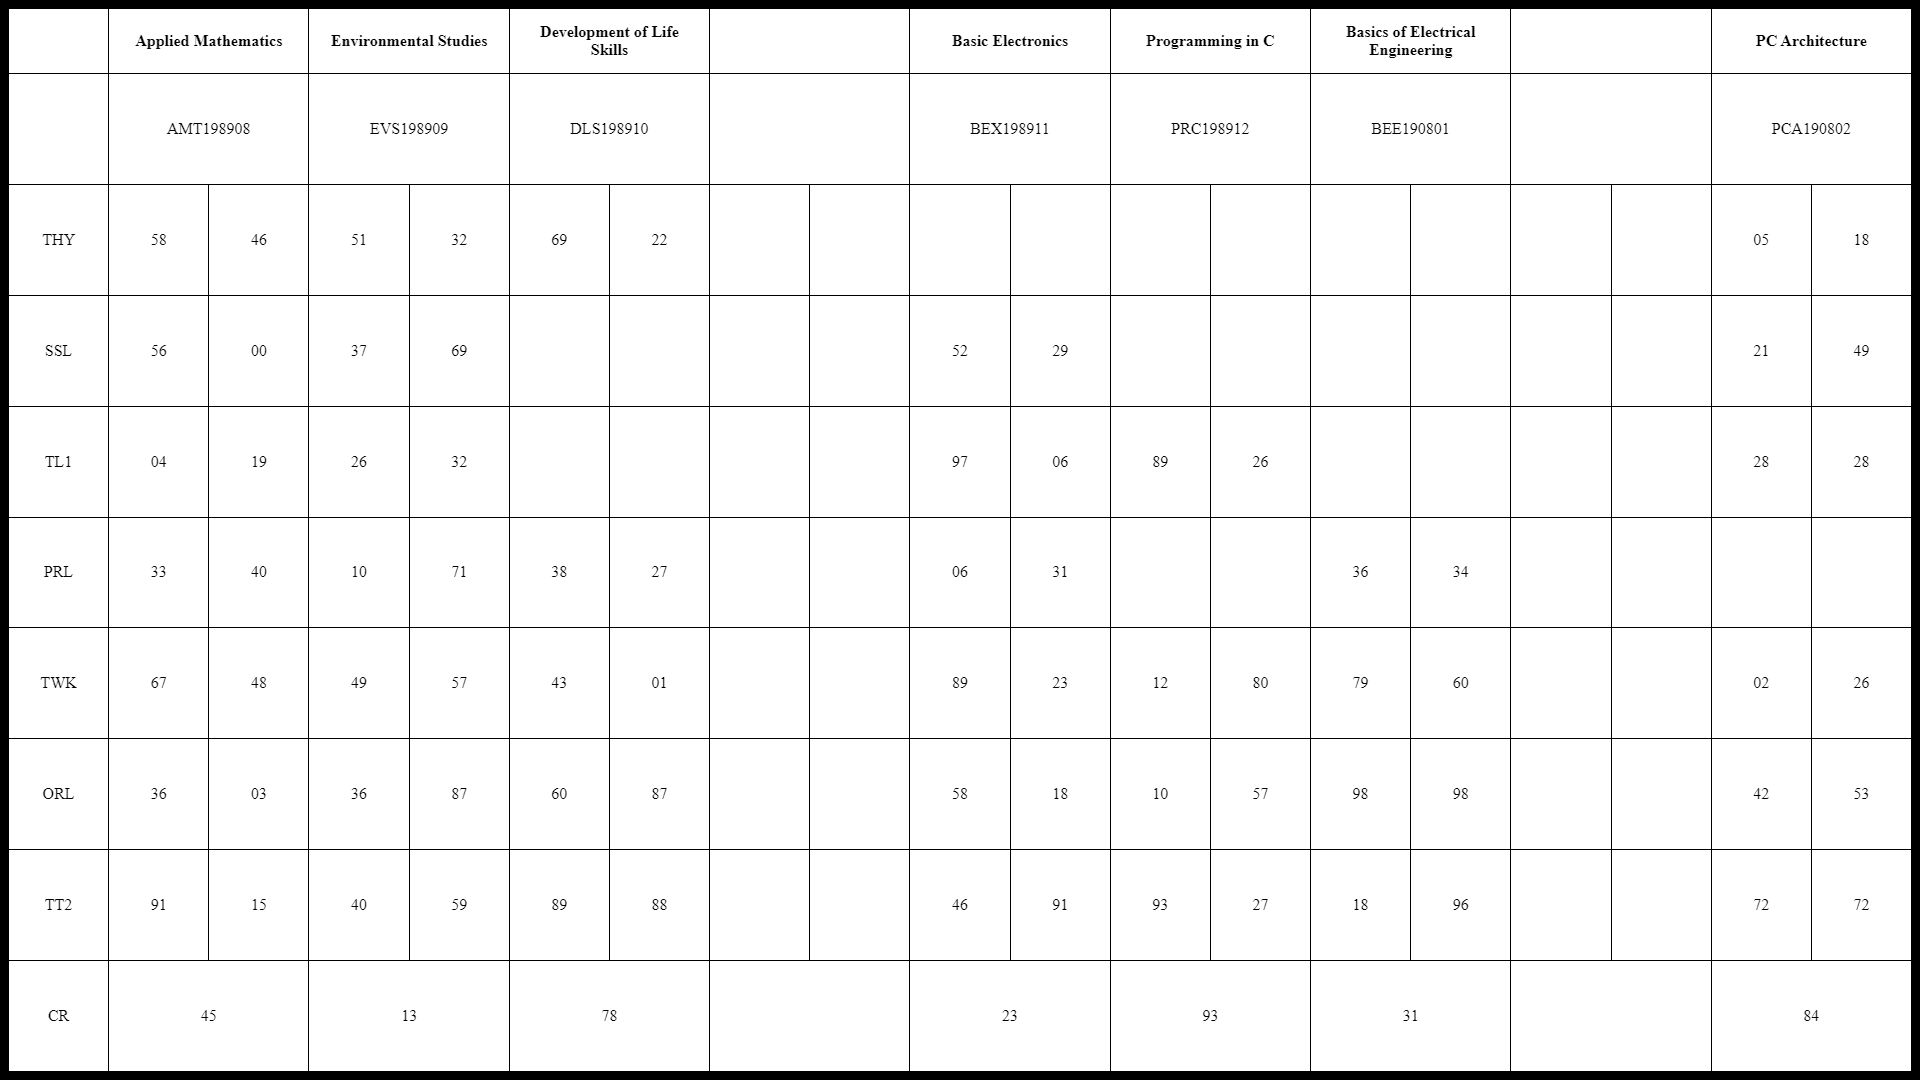 Applied Mathematics Environmental Studies Development of Life Skills Basic Electronics Programming in C Basics of Electrical Engineering PC Architecture
AMT198908 EVS198909 DLS198910 BEX198911 PRC198912 BEE190801 PCA190802
THY 58 46 51 32 69 22 05 18
SSL 56 00 37 69 52 29 21 49
TL1 04 19 26 32 97 06 89 26 28 28
PRL 33 40 10 71 38 27 06 31 36 34
TWK 67 48 49 57 43 01 89 23 12 80 79 60 02 26
ORL 36 03 36 87 60 87 58 18 10 57 98 98 42 53
TT2 91 15 40 59 89 88 46 91 93 27 18 96 72 72
CR 45 13 78 23 93 31 84